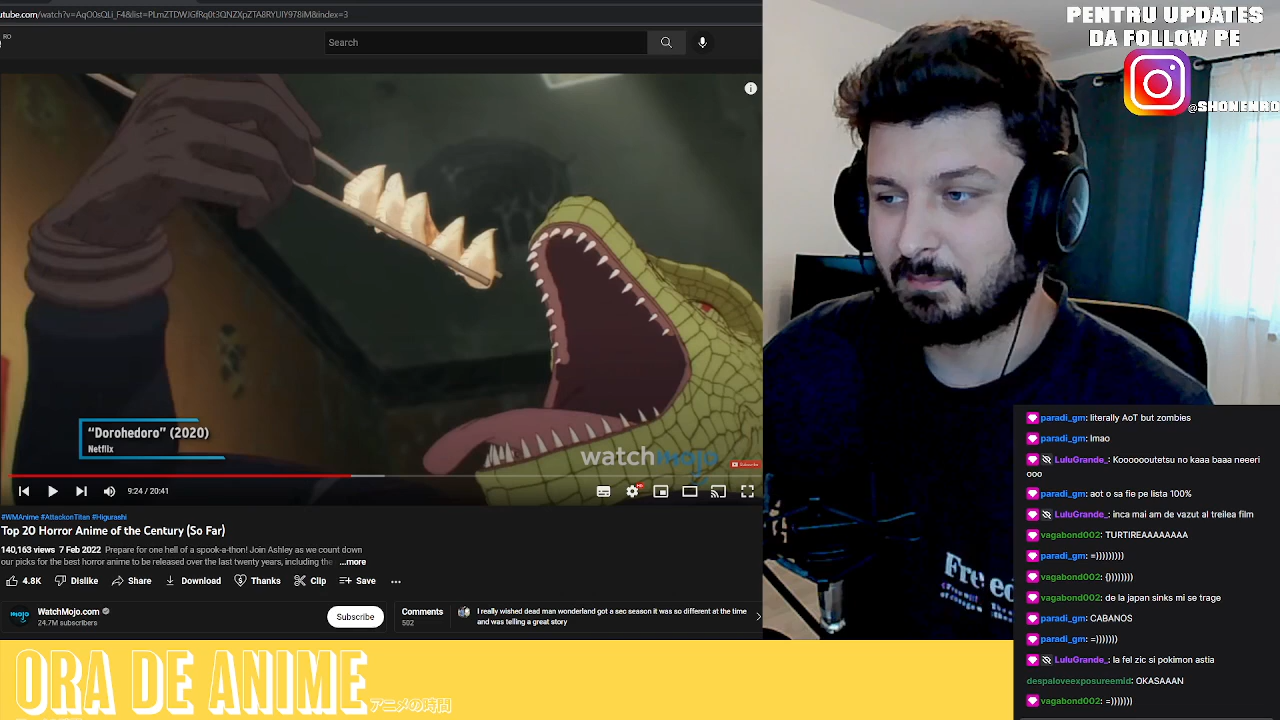 utube.com/watch?v=AqO0sQLi_F4&list=PLmZTDWJGfRq0t3QNZXpZTA8RYUIY978iM&index=3
RO
Search
PENTRU UPDATES
DA FOLLOW PE
@SHONENRO
“Dorohedoro” (2020)
Netflix
watchmojo
Subscribe
9:24 / 20:41
HD
#WMAnime #AttackonTitan #Higurashi
Top 20 Horror Anime of the Century (So Far)
140,163 views 7 Feb 2022 Prepare for one hell of a spook-a-thon! Join Ashley as we count down
our picks for the best horror anime to be released over the last twenty years, including the ...more
4.8K Dislike Share Download Thanks Clip Save
mojo
WatchMojo.com
24.7M subscribers
Subscribe
Comments
502
I really wished dead man wonderland got a sec season it was so different at the time
and was telling a great story
paradi_gm: literally AoT but zombies
paradi_gm: lmao
LuluGrande_: Kooooooutetsu no kaaa baaa neeeri
ooo
paradi_gm: aot o sa fie pe lista 100%
LuluGrande_: inca mai am de vazut al treilea film
vagabond002: TURTIREAAAAAAAA
paradi_gm: =)))))))))
vagabond002: {))))))))
vagabond002: de la japan sinks mi se trage
paradi_gm: CABANOS
paradi_gm: =)))))))
LuluGrande_: la fel zic si pokimon astia
despaloveexposureemid: OKASAAAN
vagabond002: =)))))))
ORA DE ANIME
アニメの時間